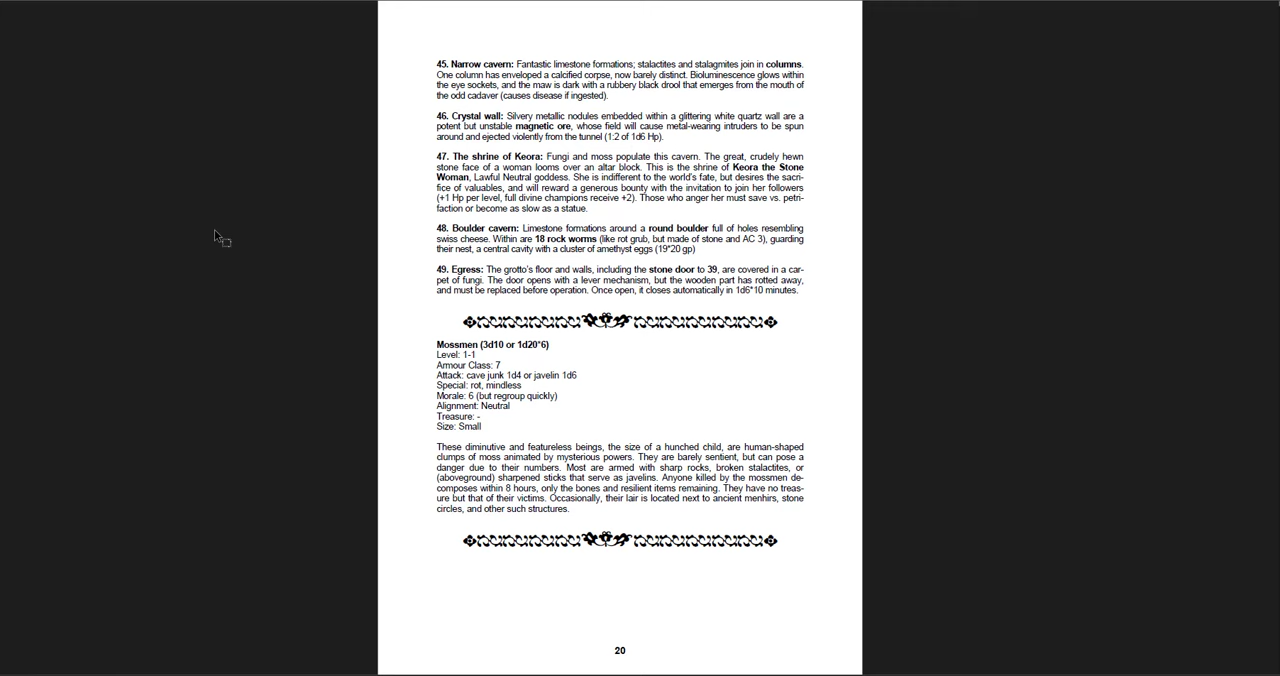 45. Narrow cavern: Fantastic limestone formations; stalactites and stalagmites join in columns.
One column has enveloped a calcified corpse, now barely distinct. Bioluminescence glows within
the eye sockets, and the maw is dark with a rubbery black drool that emerges from the mouth of
the odd cadaver (causes disease if ingested).
46. Crystal wall: Silvery metallic nodules embedded within a glittering white quartz wall are a
potent but unstable magnetic ore, whose field will cause metal-wearing intruders to be spun
around and ejected violently from the tunnel (1:2 of 1d6 Hp).
47. The shrine of Keora: Fungi and moss populate this cavern. The great, crudely hewn
stone face of a woman looms over an altar block. This is the shrine of Keora the Stone
Woman, Lawful Neutral goddess. She is indifferent to the world's fate, but desires the sacri-
fice of valuables, and will reward a generous bounty with the invitation to join her followers
(+1 Hp per level, full divine champions receive +2). Those who anger her must save vs. petri-
faction or become as slow as a statue.
48. Boulder cavern: Limestone formations around a round boulder full of holes resembling
swiss cheese. Within are 18 rock worms (like rot grub, but made of stone and AC 3), guarding
their nest, a central cavity with a cluster of amethyst eggs (19*20 gp)
49. Egress: The grotto's floor and walls, including the stone door to 39, are covered in a car-
pet of fungi. The door opens with a lever mechanism, but the wooden part has rotted away,
and must be replaced before operation. Once open, it closes automatically in 1d6*10 minutes.
Mossmen (3d10 or 1d20*6)
Level: 1-1
Armour Class: 7
Attack: cave junk 1d4 or javelin 1d6
Special: rot, mindless
Morale: 6 (but regroup quickly)
Alignment: Neutral
Treasure: -
Size: Small
These diminutive and featureless beings, the size of a hunched child, are human-shaped
clumps of moss animated by mysterious powers. They are barely sentient, but can pose a
danger due to their numbers. Most are armed with sharp rocks, broken stalactites, or
(aboveground) sharpened sticks that serve as javelins. Anyone killed by the mossmen de-
composes within 8 hours, only the bones and resilient items remaining. They have no treas-
ure but that of their victims. Occasionally, their lair is located next to ancient menhirs, stone
circles, and other such structures.
20